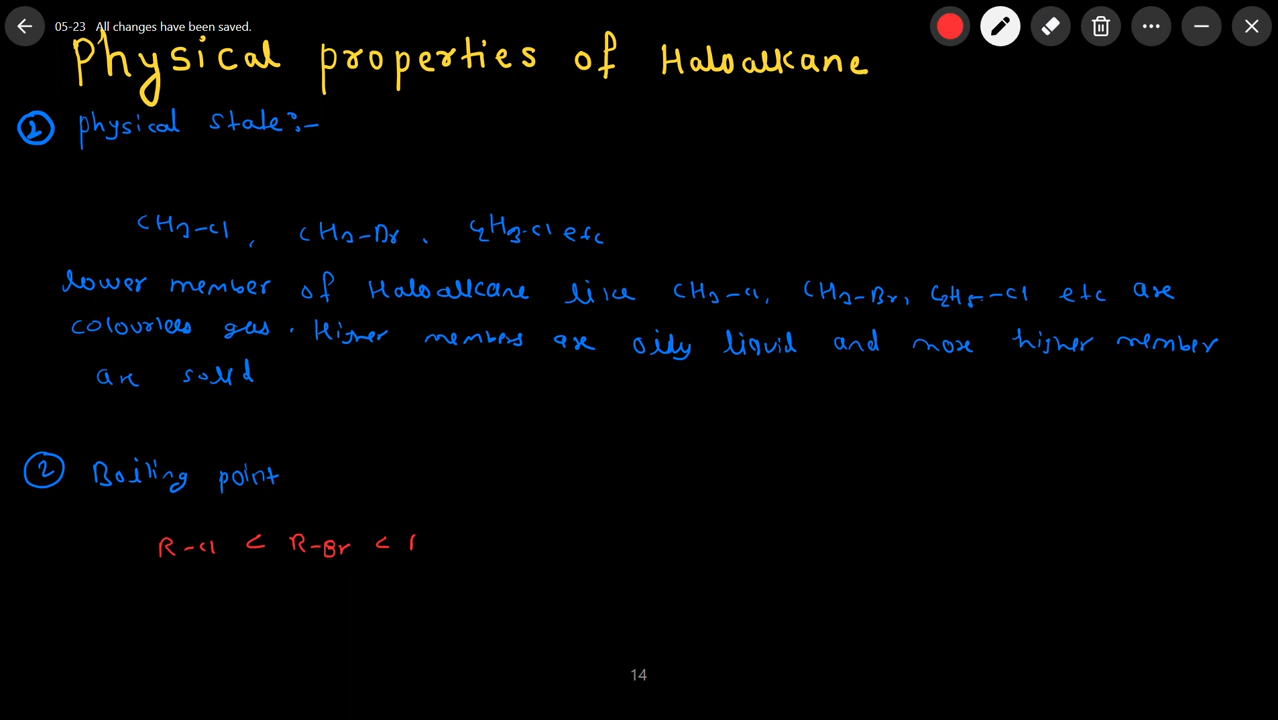 05-23 All changes have been saved.
Physical properties of Haloalkane
① physical state:-
CH3-Cl, CH3-Br, C2H5-Cl etc
lower member of Haloalkane like CH3-Cl, CH3-Br, C2H5-Cl etc are
colourless gas. Higher members are oily liquid and more higher member
are solid
② Boiling point
R-Cl < R-Br < I
14